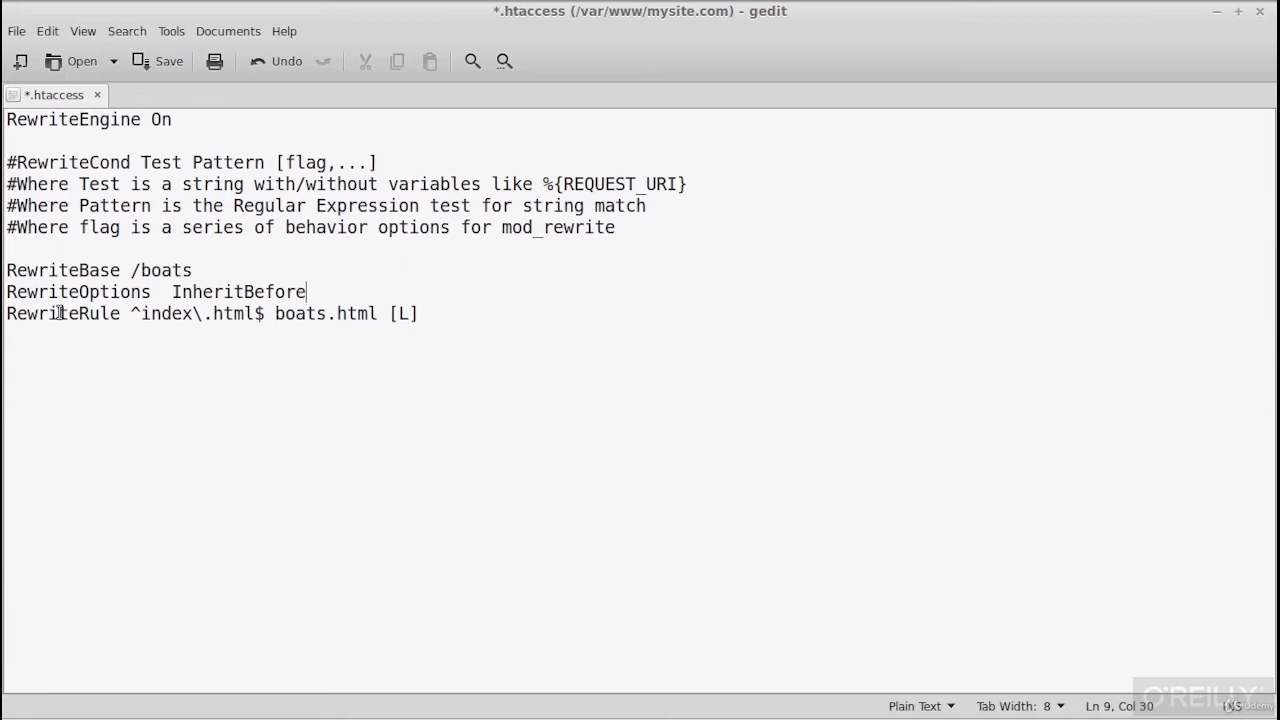 *.htaccess (/var/www/mysite.com) - gedit
File Edit View Search Tools Documents Help
Open Save Undo
*.htaccess ×
RewriteEngine On
#RewriteCond Test Pattern [flag,...]
#Where Test is a string with/without variables like %{REQUEST_URI}
#Where Pattern is the Regular Expression test for string match
#Where flag is a series of behavior options for mod_rewrite
RewriteBase /boats
RewriteOptions  InheritBefore
RewriteRule ^index\.html$ boats.html [L]
O'REILLY
Plain Text Tab Width: 8 Ln 9, Col 30 Udemy